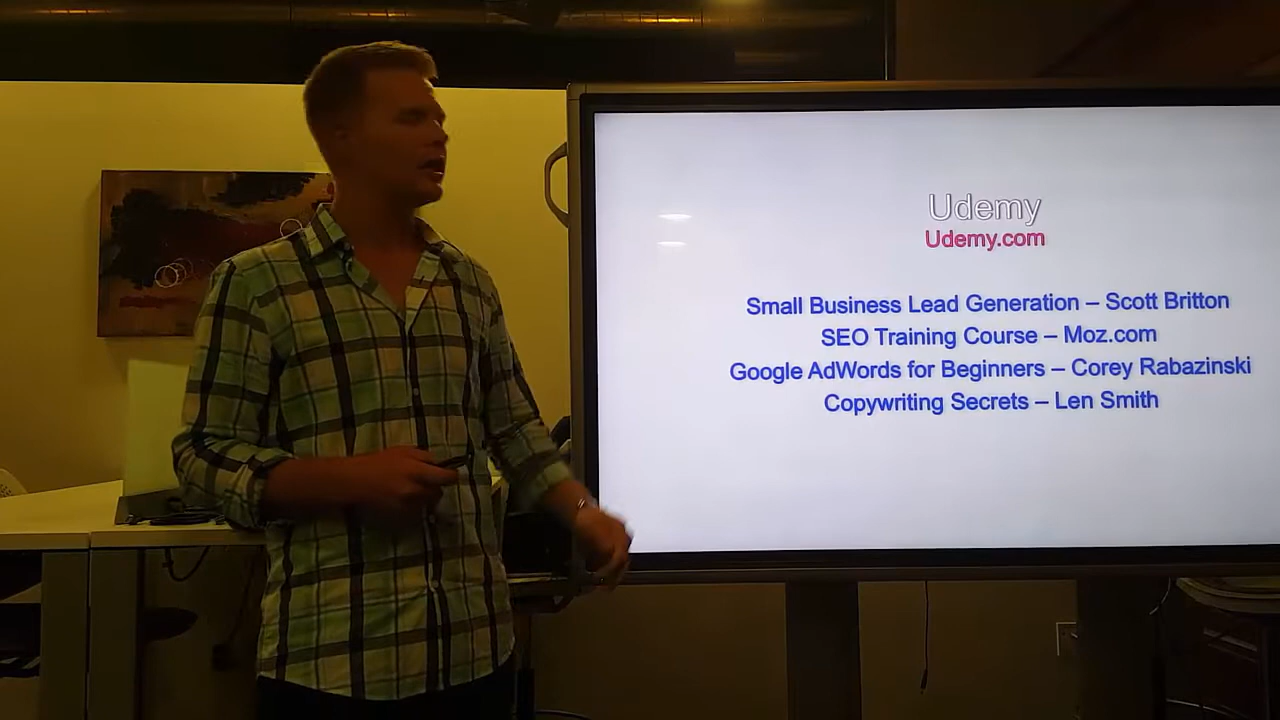 Udemy
Udemy.com
Small Business Lead Generation – Scott Britton
SEO Training Course – Moz.com
Google AdWords for Beginners – Corey Rabazinski
Copywriting Secrets – Len Smith